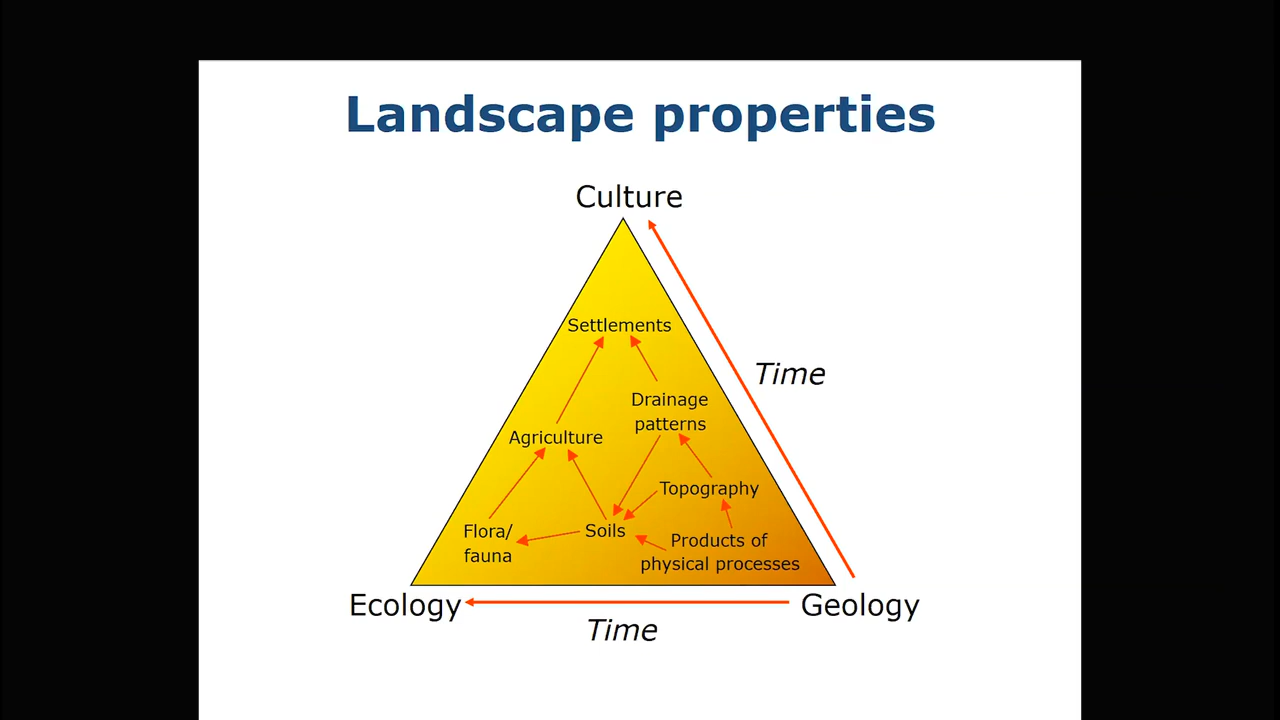 Landscape properties
Culture
Settlements
Time
Drainage
patterns
Agriculture
Topography
Flora/
fauna
Soils
Products of
physical processes
Ecology
Geology
Time